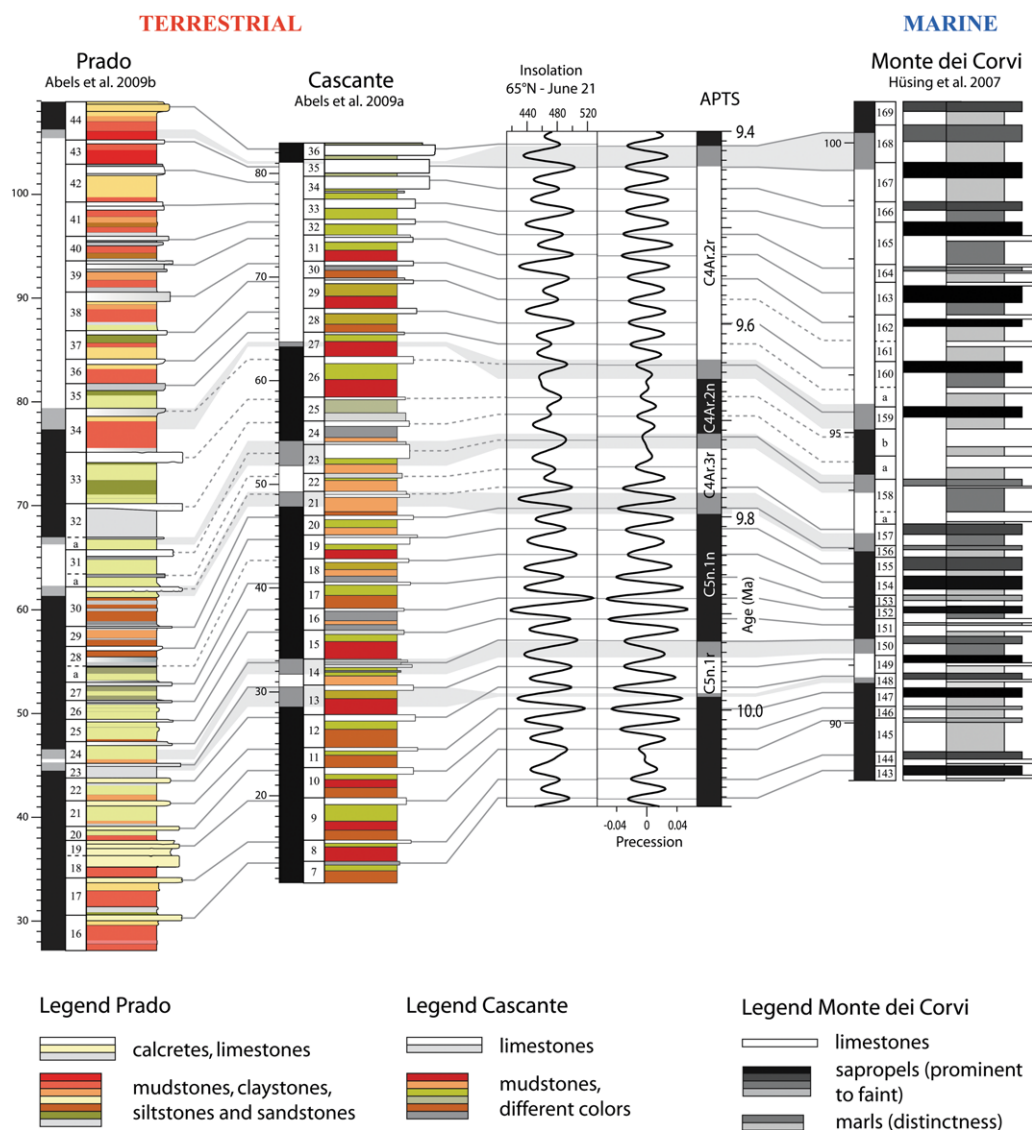 TERRESTRIAL
MARINE
Prado
Abels et al. 2009b
Cascante
Abels et al. 2009a
Insolation
65°N - June 21
440 480 520
APTS
Monte dei Corvi
Hüsing et al. 2007
100
90
80
70
60
50
40
30
44
43
42
41
40
39
38
37
36
35
34
33
32
a
31
a
30
29
28
a
27
26
25
24
23
22
21
20
19
18
17
16
80
70
60
50
40
30
20
36
35
34
33
32
31
30
29
28
27
26
25
24
23
22
21
20
19
18
17
16
15
14
13
12
11
10
9
8
7
-0.04 0 0.04
Precession
C4Ar.2r
C4Ar.2n
C4Ar.3r
C5n.1n
C5n.1r
9.4
9.6
9.8
10.0
Age (Ma)
100
95
90
169
168
167
166
165
164
163
162
161
160
a
159
b
a
158
a
157
156
155
154
153
152
151
150
149
148
147
146
145
144
143
Legend Prado
calcretes, limestones
mudstones, claystones,
siltstones and sandstones
Legend Cascante
limestones
mudstones,
different colors
Legend Monte dei Corvi
limestones
sapropels (prominent
to faint)
marls (distinctness)